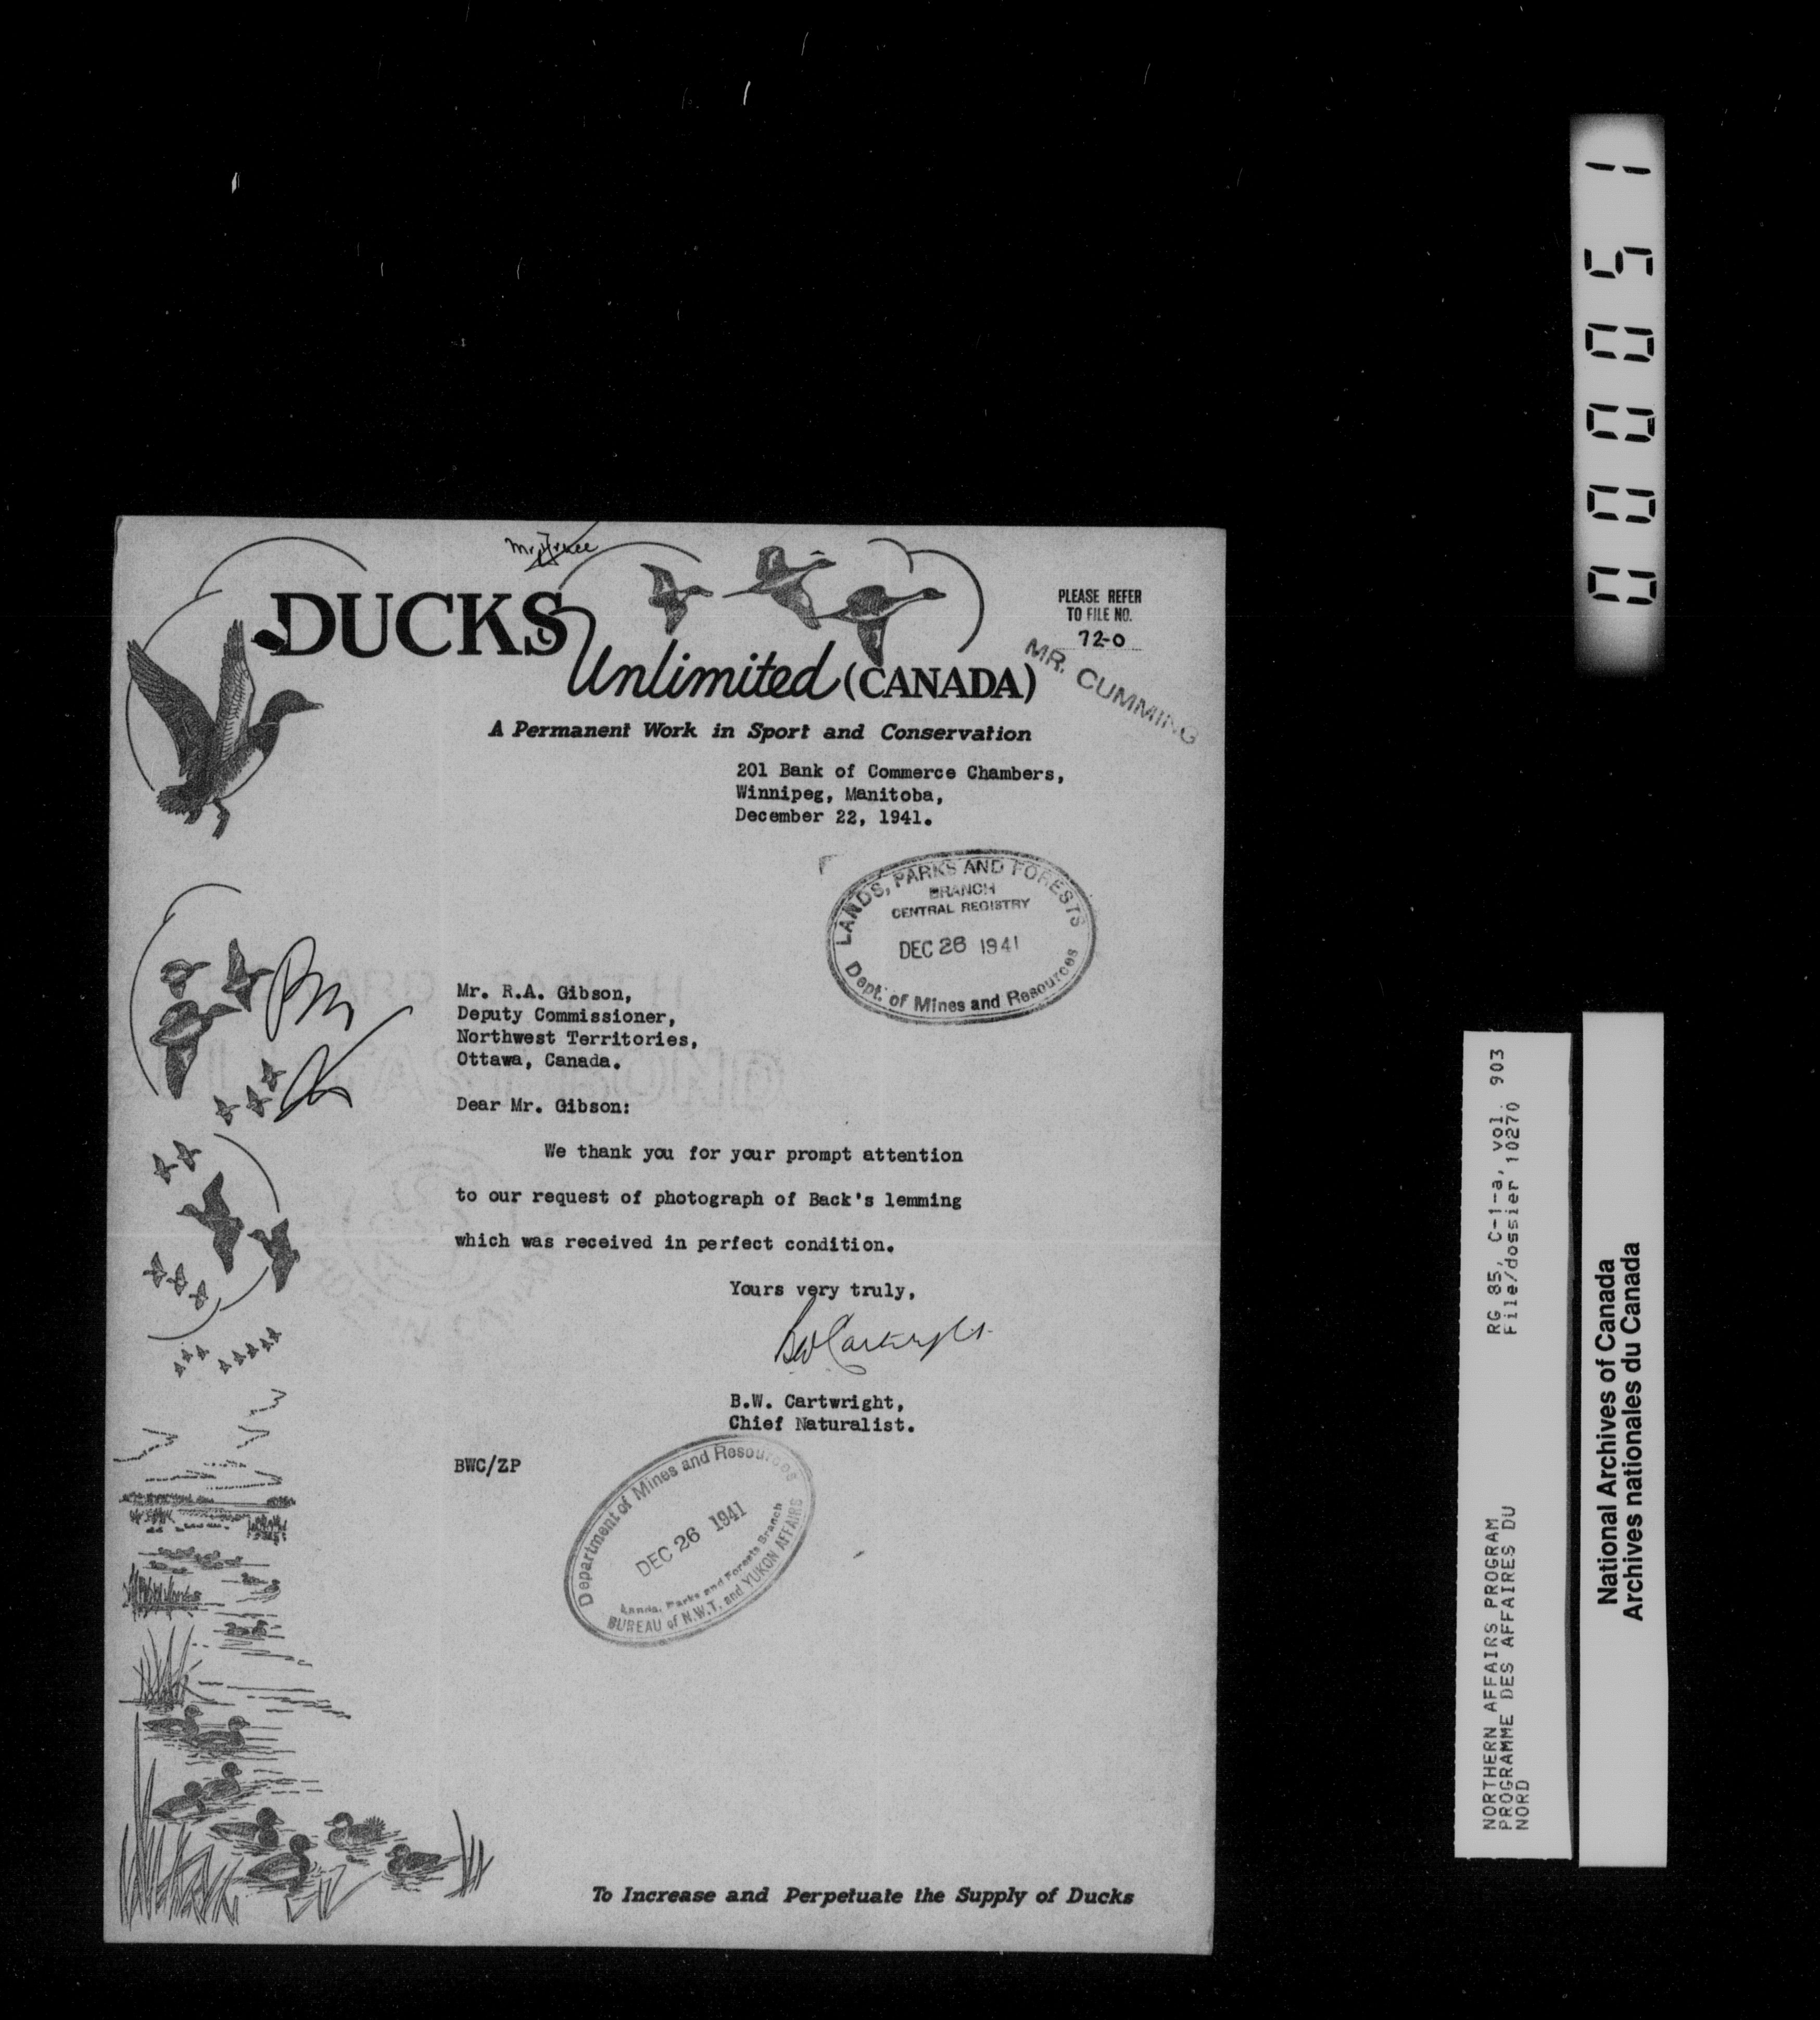 DUCKS
Unlimited (CANADA)
A Permanent Work in Sport and Conservation
PLEASE REFER
TO FILE NO.
72-0
MR. CUMMING
201 Bank of Commerce Chambers,
Winnipeg, Manitoba,
December 22, 1941.
LANDS, PARKS AND FORESTS
BRANCH
CENTRAL REGISTRY
DEC 26 1941
Dept. of Mines and Resources
Mr. R.A. Gibson,
Deputy Commissioner,
Northwest Territories,
Ottawa, Canada.
Dear Mr. Gibson:
We thank you for your prompt attention
to our request of photograph of Back's lemming
which was received in perfect condition.
Yours very truly,
BWCartwright
B.W. Cartwright,
Chief Naturalist.
BWC/ZP
Department of Mines and Resources
DEC 26 1941
Lands, Parks and Forests Branch
BUREAU of N.W.T. and YUKON AFFAIRS
To Increase and Perpetuate the Supply of Ducks
000051
RG 85, C-1-a, vol. 903
File/dossier 10270
NORTHERN AFFAIRS PROGRAM
PROGRAMME DES AFFAIRES DU
NORD
National Archives of Canada
Archives nationales du Canada